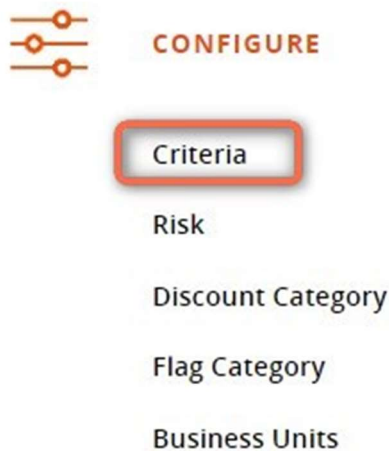 CONFIGURE
Criteria
Risk
Discount Category
Flag Category
Business Units